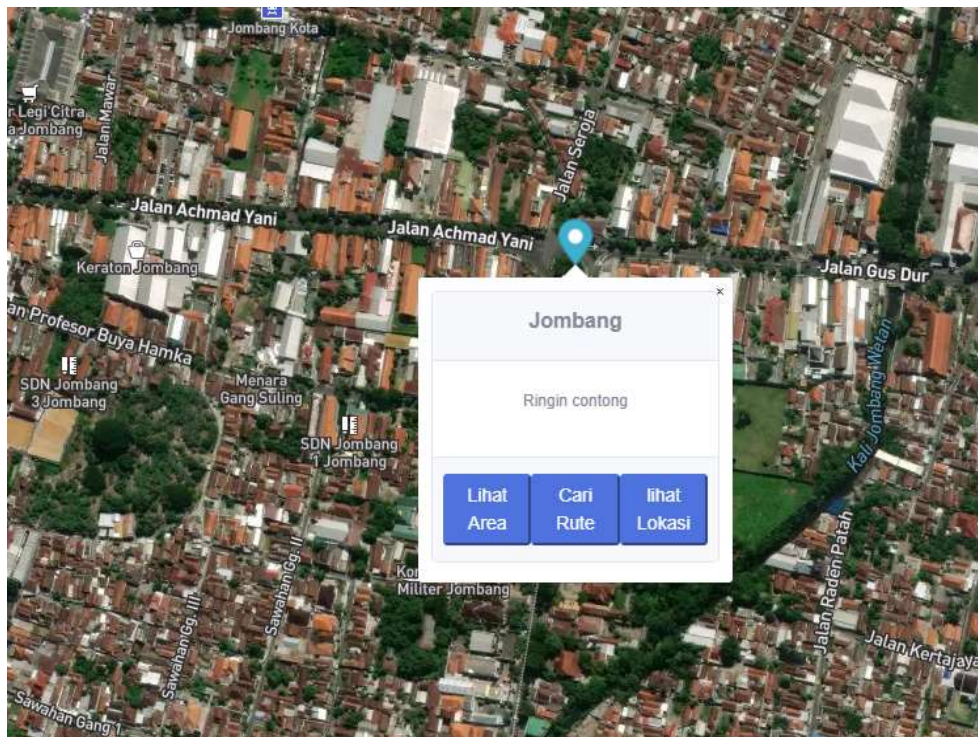 Jombang Kota
r Legi Citra
a Jombang
Jalan Mawar
Jalan Seroja
Jalan Achmad Yani
Jalan Achmad Yani
Keraton Jombang
Jalan Gus Dur
an Profesor Buya Hamka
SDN Jombang
3 Jombang
Menara
Gang Suling
SDN Jombang
1 Jombang
×
Jombang
Ringin contong
Lihat
Area
Cari
Rute
lihat
Lokasi
Kali Jombang Wetan
Militer Jombang
Sawahan Gg. II
Sawahan Gg. III
Sawahan Gang 1
Jalan Raden Patah
Jalan Kertajaya